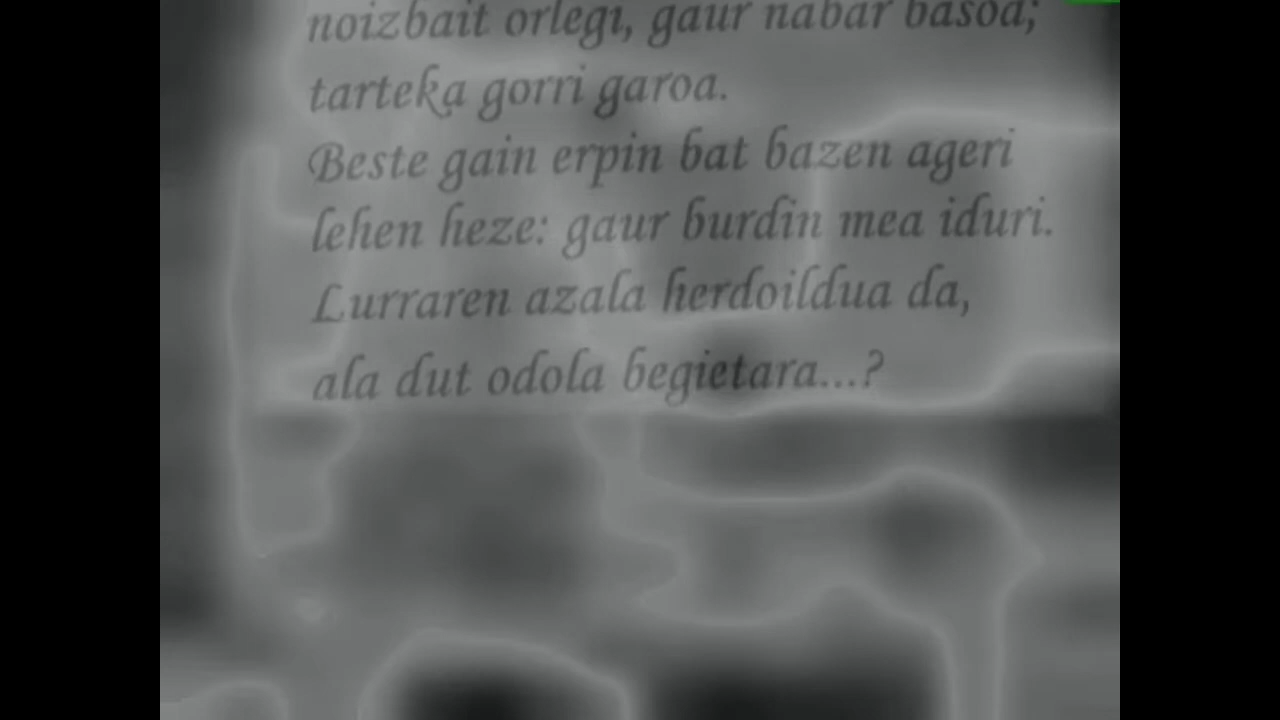 noizbait orlegi, gaur nabar basoa;
tarteka gorri garoa.
Beste gain erpin bat bazen ageri
lehen heze: gaur burdin mea iduri.
Lurraren azala herdoildua da,
ala dut odola begietara...?